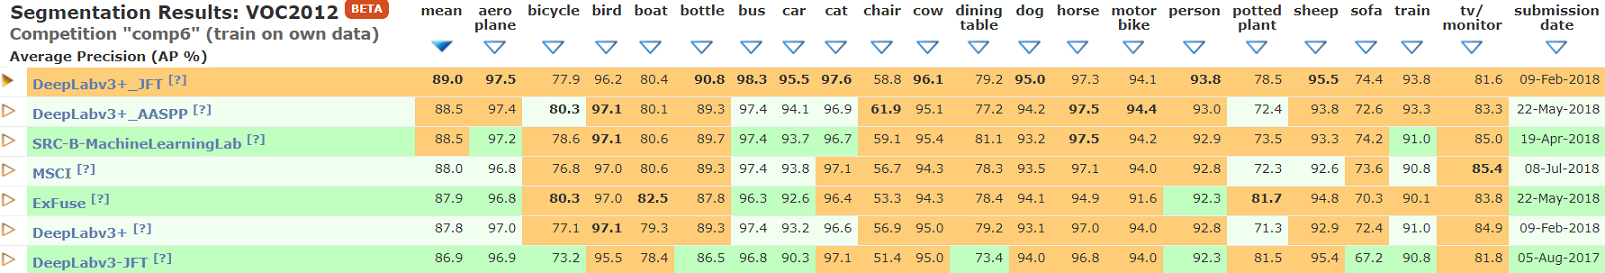 Segmentation Results: VOC2012 BETA
Competition "comp6" (train on own data)
Average Precision (AP %)
mean aero plane bicycle bird boat bottle bus car cat chair cow dining table dog horse motor bike person potted plant sheep sofa train tv/ monitor submission date
DeepLabv3+_JFT [?] 89.0 97.5 77.9 96.2 80.4 90.8 98.3 95.5 97.6 58.8 96.1 79.2 95.0 97.3 94.1 93.8 78.5 95.5 74.4 93.8 81.6 09-Feb-2018
DeepLabv3+_AASPP [?] 88.5 97.4 80.3 97.1 80.1 89.3 97.4 94.1 96.9 61.9 95.1 77.2 94.2 97.5 94.4 93.0 72.4 93.8 72.6 93.3 83.3 22-May-2018
SRC-B-MachineLearningLab [?] 88.5 97.2 78.6 97.1 80.6 89.7 97.4 93.7 96.7 59.1 95.4 81.1 93.2 97.5 94.2 92.9 73.5 93.3 74.2 91.0 85.0 19-Apr-2018
MSCI [?] 88.0 96.8 76.8 97.0 80.6 89.3 97.4 93.8 97.1 56.7 94.3 78.3 93.5 97.1 94.0 92.8 72.3 92.6 73.6 90.8 85.4 08-Jul-2018
ExFuse [?] 87.9 96.8 80.3 97.0 82.5 87.8 96.3 92.6 96.4 53.3 94.3 78.4 94.1 94.9 91.6 92.3 81.7 94.8 70.3 90.1 83.8 22-May-2018
DeepLabv3+ [?] 87.8 97.0 77.1 97.1 79.3 89.3 97.4 93.2 96.6 56.9 95.0 79.2 93.1 97.0 94.0 92.8 71.3 92.9 72.4 91.0 84.9 09-Feb-2018
DeepLabv3-JFT [?] 86.9 96.9 73.2 95.5 78.4 86.5 96.8 90.3 97.1 51.4 95.0 73.4 94.0 96.8 94.0 92.3 81.5 95.4 67.2 90.8 81.8 05-Aug-2017